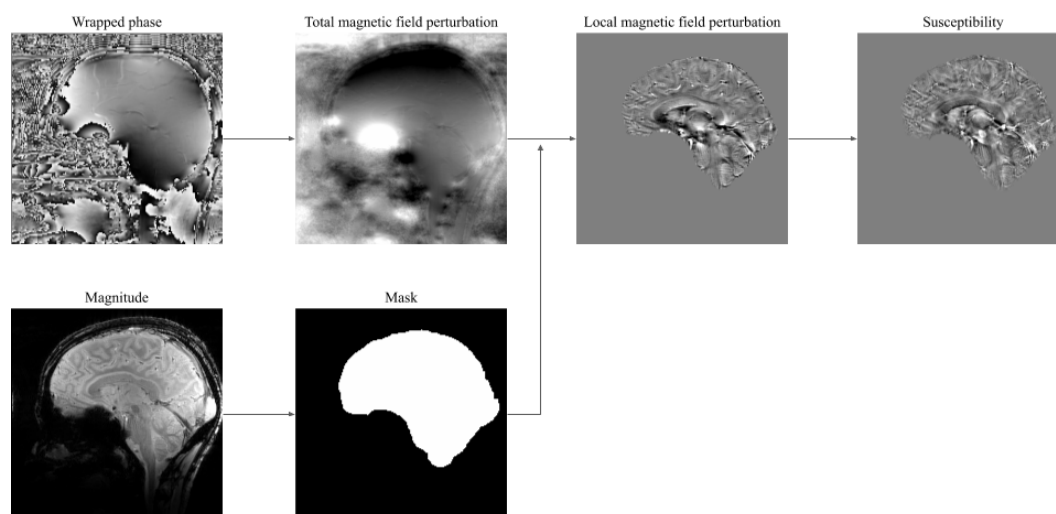 Wrapped phase
Total magnetic field perturbation
Local magnetic field perturbation
Susceptibility
Magnitude
Mask